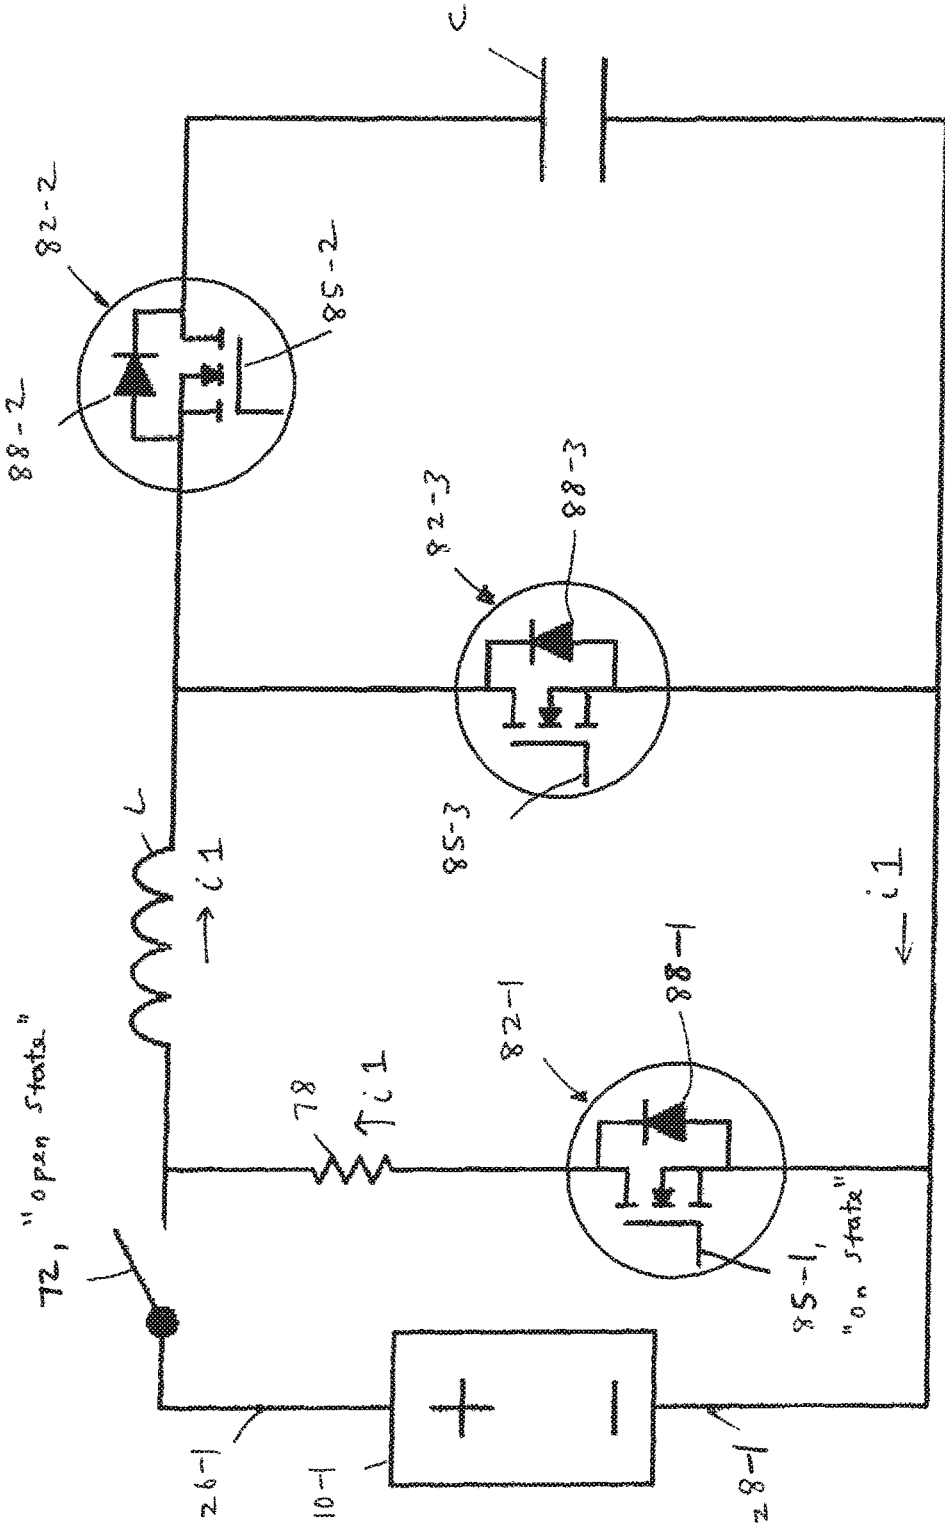 72, "open state"
L
→ i1
88-2
82-2
85-2
C
82-3
88-3
85-3
78
↑ i1
82-1
88-1
85-1,
"on state"
← i1
26-1
10-1
+
−
28-1